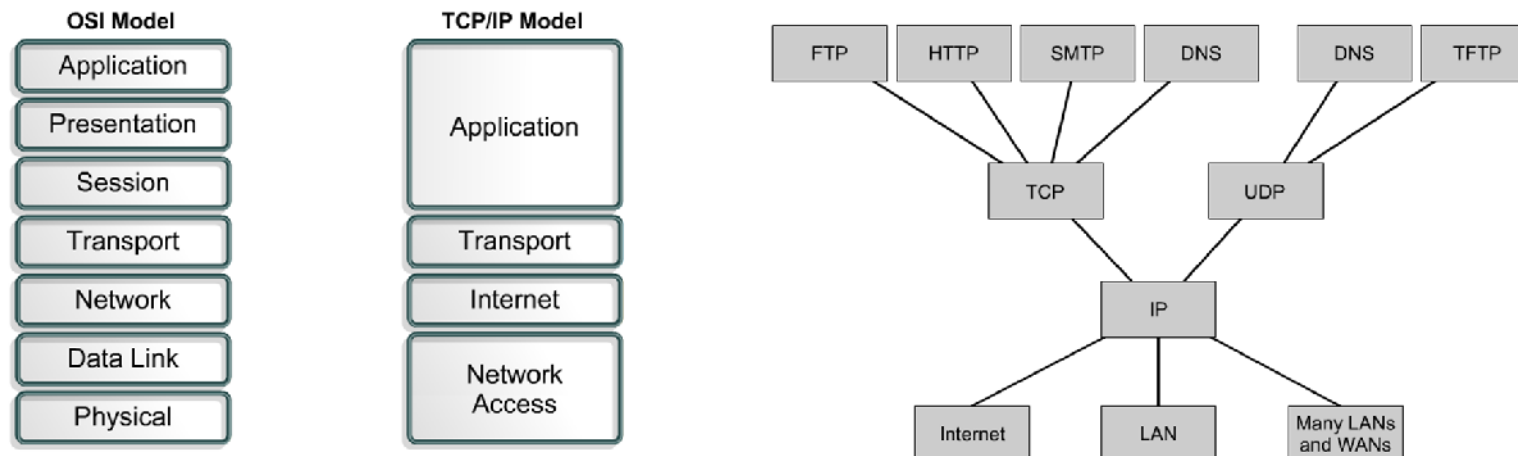 OSI Model
Application
Presentation
Session
Transport
Network
Data Link
Physical
TCP/IP Model
Application
Transport
Internet
Network
Access
FTP
HTTP
SMTP
DNS
DNS
TFTP
TCP
UDP
IP
Internet
LAN
Many LANs
and WANs